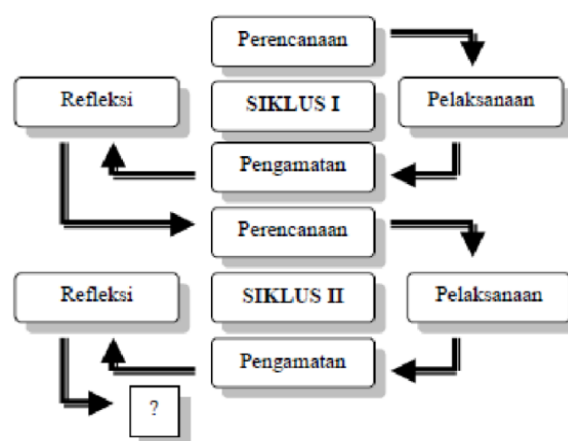 Perencanaan
Refleksi
SIKLUS I
Pelaksanaan
Pengamatan
Perencanaan
Refleksi
SIKLUS II
Pelaksanaan
Pengamatan
?